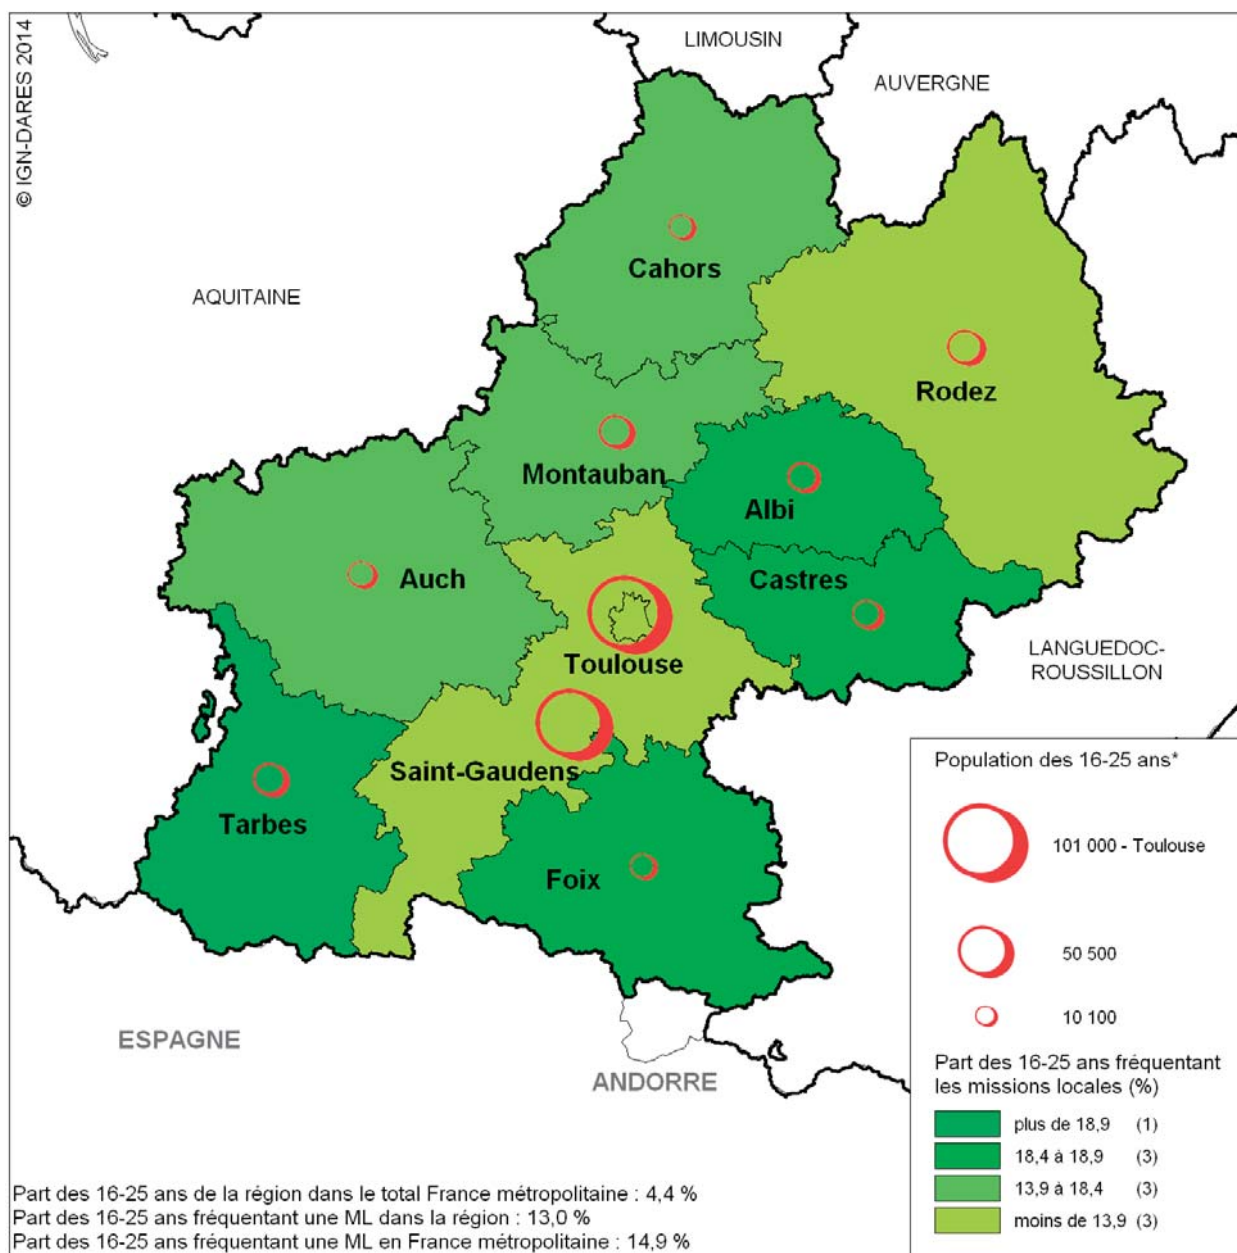 © IGN-DARES 2014
LIMOUSIN
AUVERGNE
AQUITAINE
Cahors
Rodez
Montauban
Albi
Auch
Castres
Toulouse
LANGUEDOC-
ROUSSILLON
Saint-Gaudens
Tarbes
Foix
ESPAGNE
ANDORRE
Population des 16-25 ans*
101 000 - Toulouse
50 500
10 100
Part des 16-25 ans fréquentant
les missions locales (%)
plus de 18,9 (1)
18,4 à 18,9 (3)
13,9 à 18,4 (3)
moins de 13,9 (3)
Part des 16-25 ans de la région dans le total France métropolitaine : 4,4 %
Part des 16-25 ans fréquentant une ML dans la région : 13,0 %
Part des 16-25 ans fréquentant une ML en France métropolitaine : 14,9 %